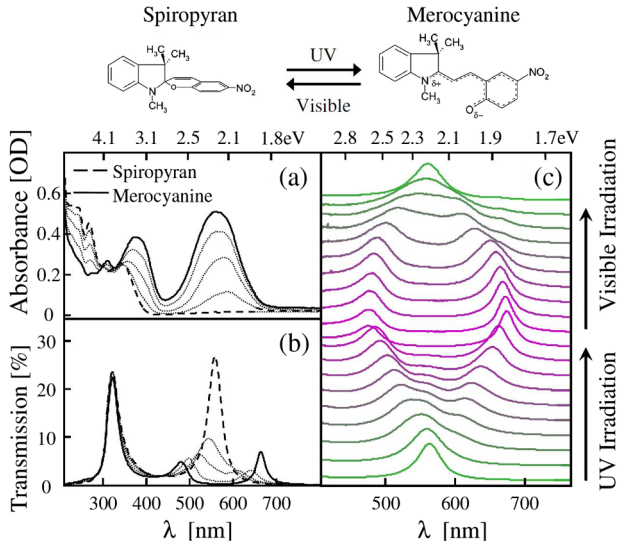 Spiropyran Merocyanine
H₃C CH₃
N
CH₃
O
NO₂
UV
Visible
H₃C CH₃
N δ+
CH₃
O δ−
NO₂
4.1 3.1 2.5 2.1 1.8eV
2.8 2.5 2.3 2.1 1.9 1.7eV
Absorbance [OD]
0.6
0.4
0.2
0
Spiropyran
Merocyanine
(a)
(c)
Transmission [%]
30
20
10
0
(b)
Visible Irradiation
UV Irradiation
300 400 500 600 700
500 600 700
λ [nm] λ [nm]